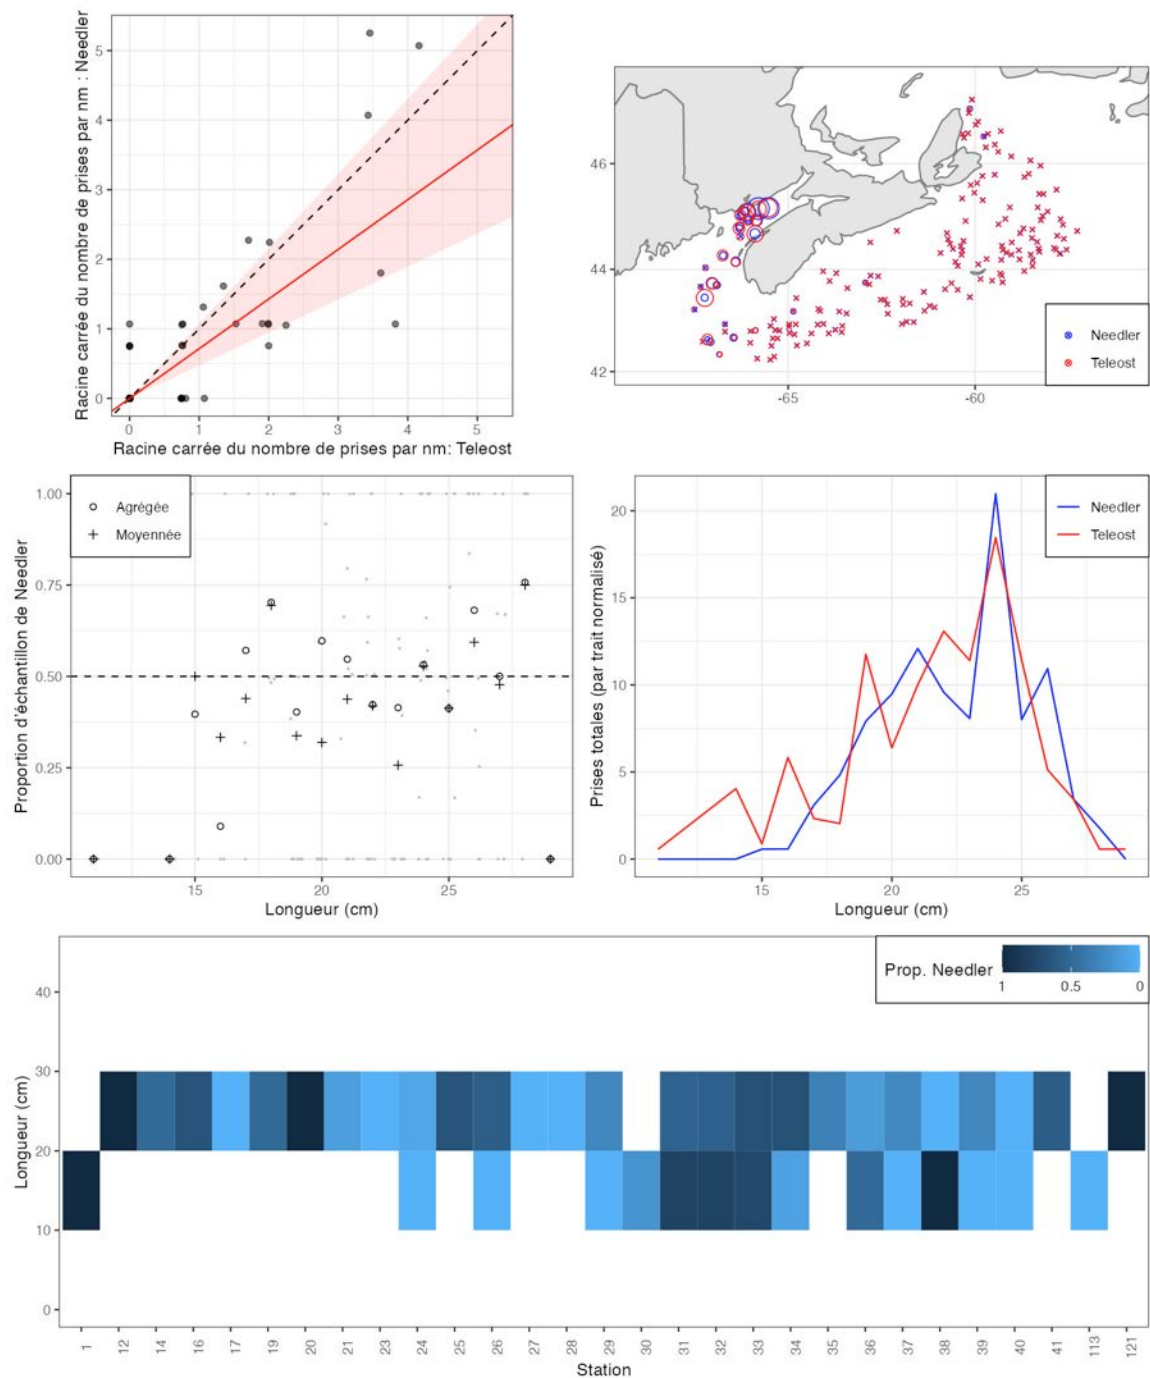 Racine carrée du nombre de prises par nm : Needler
5
4
3
2
1
0
0 1 2 3 4 5
Racine carrée du nombre de prises par nm: Teleost
46
44
42
-65 -60
Needler
Teleost
Proportion d'échantillon de Needler
1.00
0.75
0.50
0.25
0.00
Agrégée
Moyennée
15 20 25
Longueur (cm)
Prises totales (par trait normalisé)
20
15
10
5
0
Needler
Teleost
15 20 25
Longueur (cm)
Prop. Needler
1 0.5 0
Longueur (cm)
40
30
20
10
0
1 12 14 16 17 19 20 21 23 24 25 26 27 28 29 30 31 32 33 34 35 36 37 38 39 40 41 113 121
Station